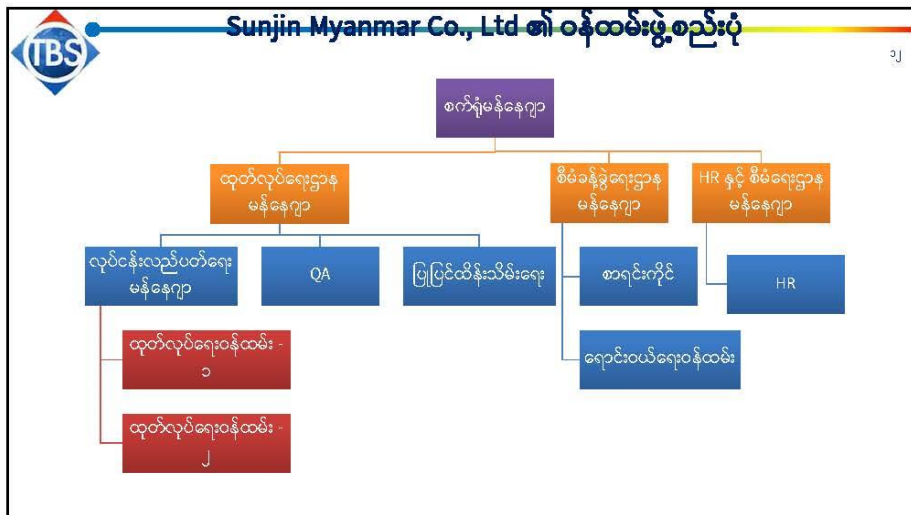 Sunjin Myanmar Co., Ltd ၏ ဝန်ထမ်းဖွဲ့စည်းပုံ
TBS
၁၂
စက်ရုံမန်နေဂျာ
ထုတ်လုပ်ရေးဌာန
မန်နေဂျာ
စီမံခန့်ခွဲရေးဌာန
မန်နေဂျာ
HR နှင့် စီမံရေးဌာန
မန်နေဂျာ
လုပ်ငန်းလည်ပတ်ရေး
မန်နေဂျာ
QA
ပြုပြင်ထိန်းသိမ်းရေး
စာရင်းကိုင်
HR
ထုတ်လုပ်ရေးဝန်ထမ်း -
၁
ရောင်းဝယ်ရေးဝန်ထမ်း
ထုတ်လုပ်ရေးဝန်ထမ်း -
၂